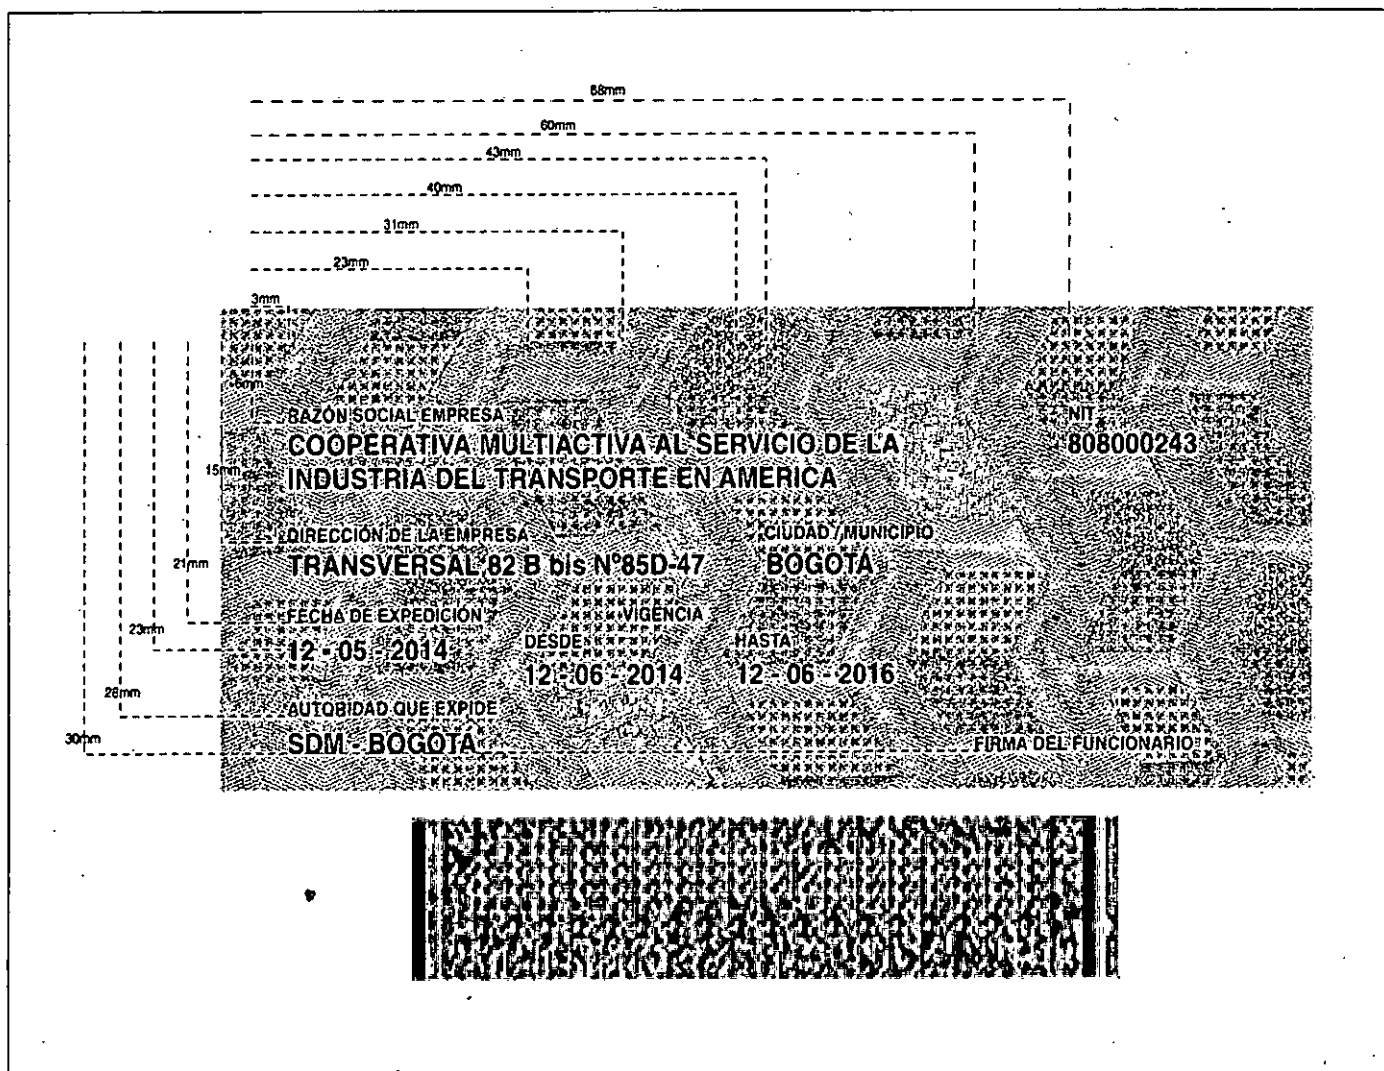 68mm
60mm
43mm
40mm
31mm
23mm
3mm
6mm
RAZÓN SOCIAL EMPRESA NIT
COOPERATIVA MULTIACTIVA AL SERVICIO DE LA 808000243
15mm
INDUSTRIA DEL TRANSPORTE EN AMERICA
DIRECCIÓN DE LA EMPRESA CIUDAD / MUNICIPIO
21mm TRANSVERSAL 82 B bis N°85D-47 BOGOTA
FECHA DE EXPEDICION VIGENCIA
23mm
12 - 05 - 2014 DESDE HASTA
12 - 06 - 2014 12 - 06 - 2016
28mm
AUTORIDAD QUE EXPIDE
30mm SDM - BOGOTA FIRMA DEL FUNCIONARIO